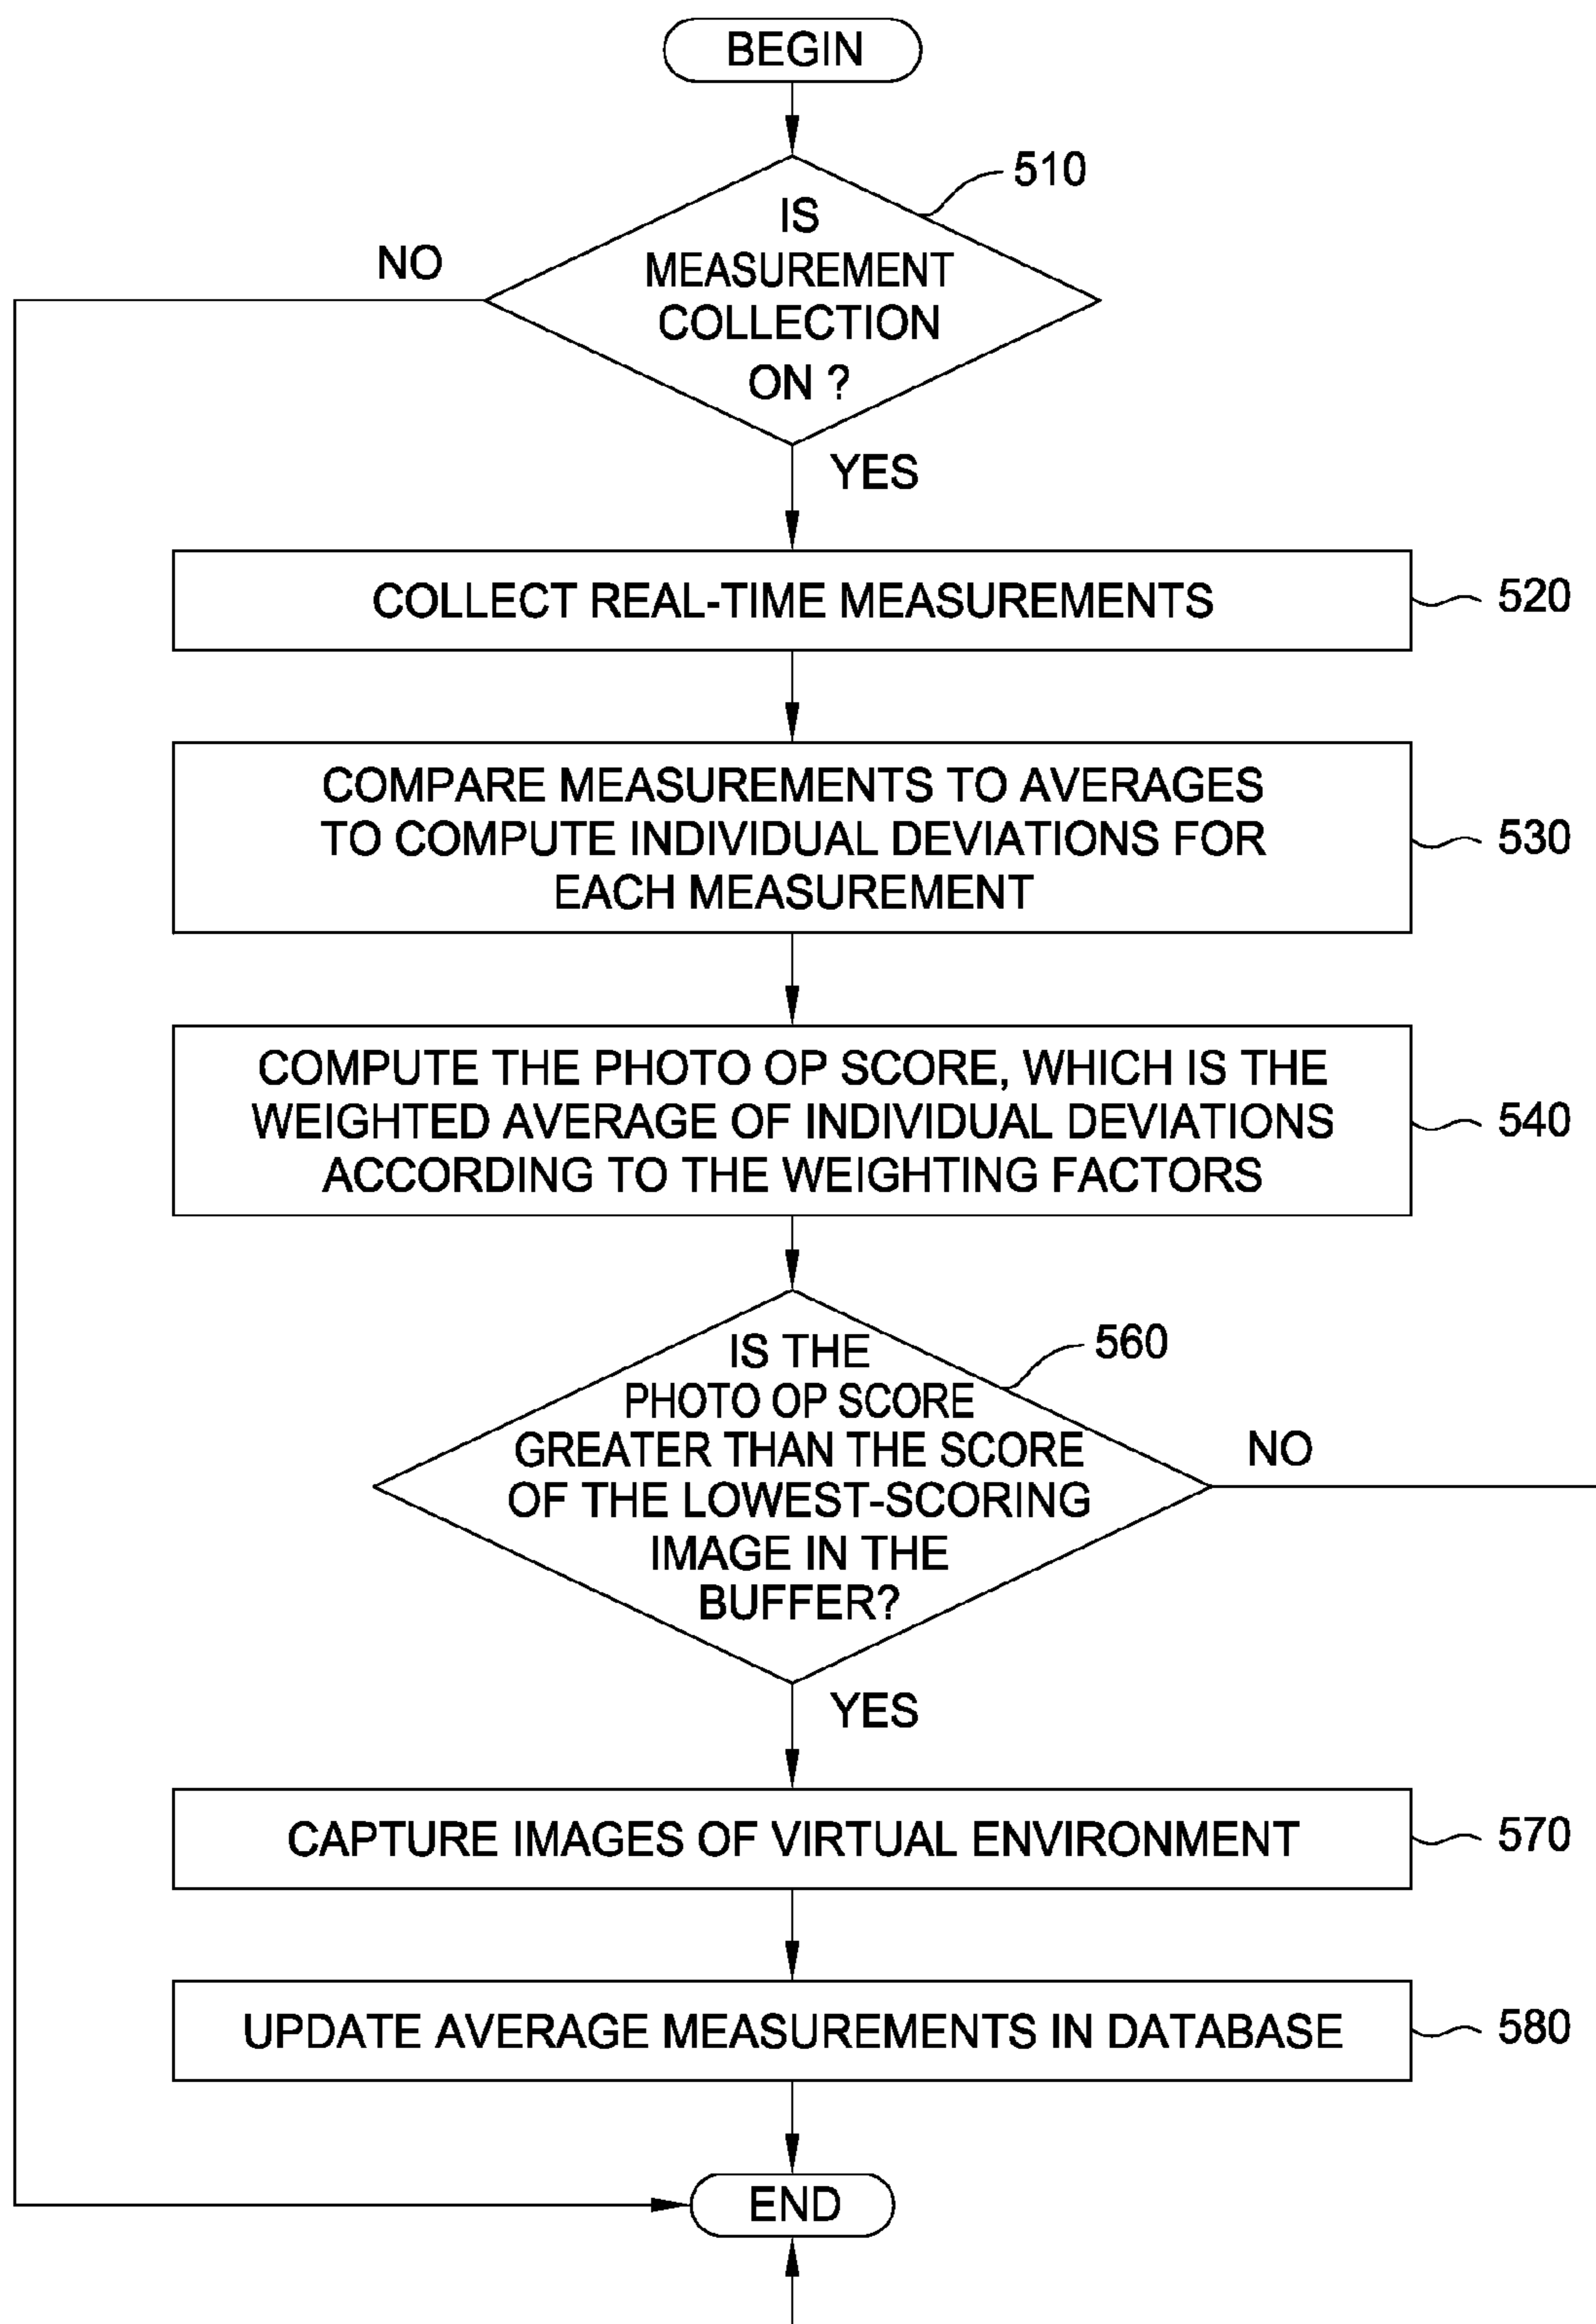 BEGIN
510
IS
MEASUREMENT
COLLECTION
ON ?
NO
YES
COLLECT REAL-TIME MEASUREMENTS
520
COMPARE MEASUREMENTS TO AVERAGES
TO COMPUTE INDIVIDUAL DEVIATIONS FOR
EACH MEASUREMENT
530
COMPUTE THE PHOTO OP SCORE, WHICH IS THE
WEIGHTED AVERAGE OF INDIVIDUAL DEVIATIONS
ACCORDING TO THE WEIGHTING FACTORS
540
IS THE
PHOTO OP SCORE
GREATER THAN THE SCORE
OF THE LOWEST-SCORING
IMAGE IN THE
BUFFER?
560
NO
YES
CAPTURE IMAGES OF VIRTUAL ENVIRONMENT
570
UPDATE AVERAGE MEASUREMENTS IN DATABASE
580
END